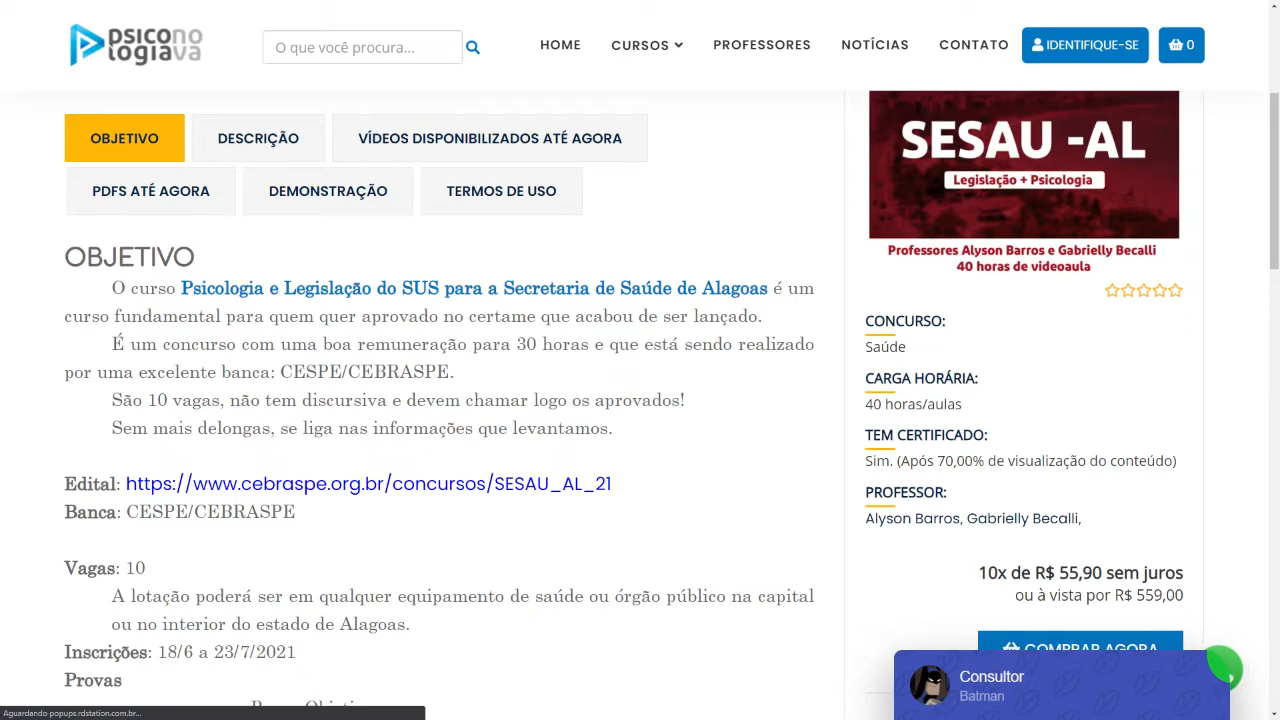 psicono
logiava
O que você procura...
HOME
CURSOS
PROFESSORES
NOTÍCIAS
CONTATO
IDENTIFIQUE-SE
0
OBJETIVO
DESCRIÇÃO
VÍDEOS DISPONIBILIZADOS ATÉ AGORA
PDFS ATÉ AGORA
DEMONSTRAÇÃO
TERMOS DE USO
OBJETIVO
O curso Psicologia e Legislação do SUS para a Secretaria de Saúde de Alagoas é um
curso fundamental para quem quer aprovado no certame que acabou de ser lançado.
É um concurso com uma boa remuneração para 30 horas e que está sendo realizado
por uma excelente banca: CESPE/CEBRASPE.
São 10 vagas, não tem discursiva e devem chamar logo os aprovados!
Sem mais delongas, se liga nas informações que levantamos.
Edital: https://www.cebraspe.org.br/concursos/SESAU_AL_21
Banca: CESPE/CEBRASPE
Vagas: 10
A lotação poderá ser em qualquer equipamento de saúde ou órgão público na capital
ou no interior do estado de Alagoas.
Inscrições: 18/6 a 23/7/2021
Provas
SESAU -AL
Legislação + Psicologia
Professores Alyson Barros e Gabrielly Becalli
40 horas de videoaula
CONCURSO:
Saúde
CARGA HORÁRIA:
40 horas/aulas
TEM CERTIFICADO:
Sim. (Após 70,00% de visualização do conteúdo)
PROFESSOR:
Alyson Barros, Gabrielly Becalli,
10x de R$ 55,90 sem juros
ou à vista por R$ 559,00
COMPRAR AGORA
Consultor
Batman
Aguardando popups.rdstation.com.br...